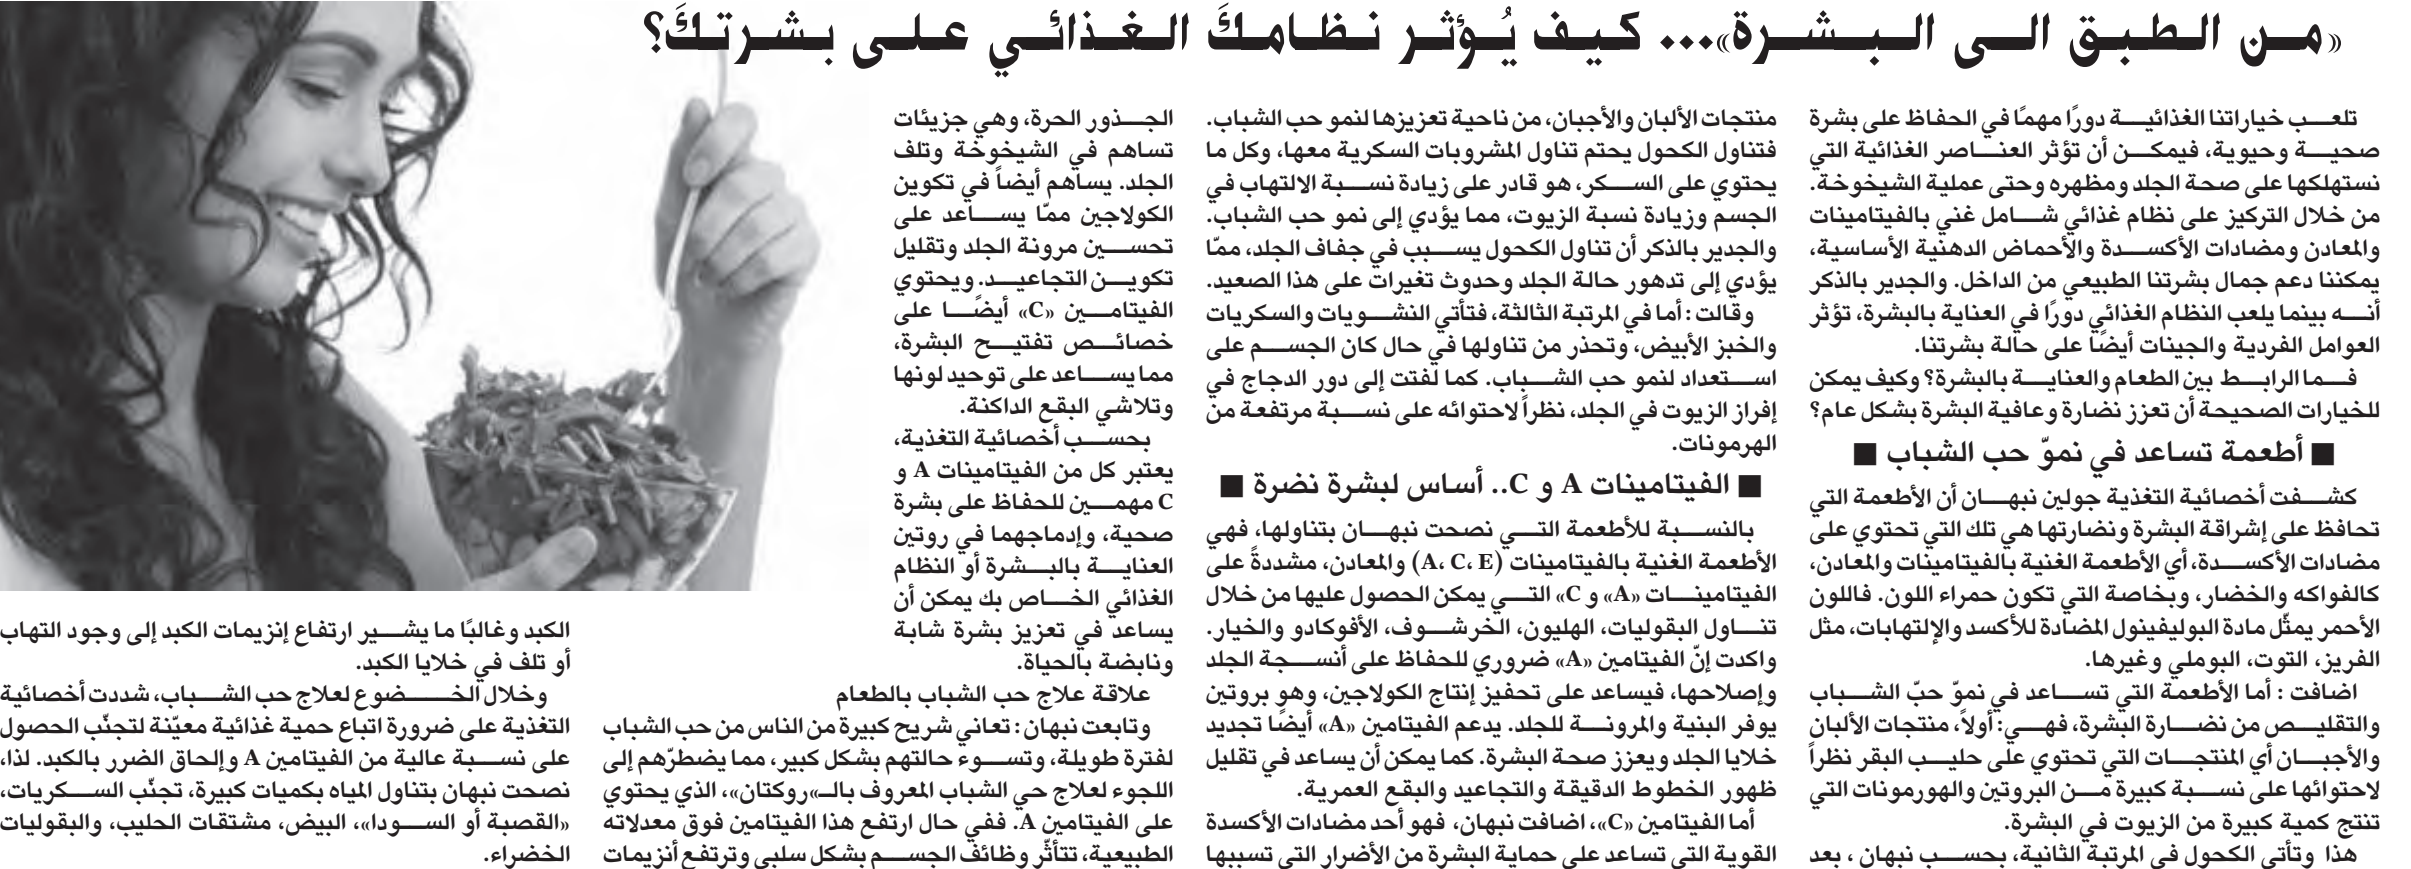 «من الطبق الى البشرة»... كيف يُؤثر نظامكَ الغذائي على بشرتكَ؟
تلعب خياراتنا الغذائية دورًا مهمًا في الحفاظ على بشرة
صحية وحيوية، فيمكن أن تؤثر العناصر الغذائية التي
نستهلكها على صحة الجلد ومظهره وحتى عملية الشيخوخة.
من خلال التركيز على نظام غذائي شامل غني بالفيتامينات
والمعادن ومضادات الأكسدة والأحماض الدهنية الأساسية،
يمكننا دعم جمال بشرتنا الطبيعي من الداخل. والجدير بالذكر
أنه بينما يلعب النظام الغذائي دورًا في العناية بالبشرة، تؤثر
العوامل الفردية والجينات أيضًا على حالة بشرتنا.
فما الرابط بين الطعام والعناية بالبشرة؟ وكيف يمكن
للخيارات الصحيحة أن تعزز نضارة وعافية البشرة بشكل عام؟
■ أطعمة تساعد في نموّ حب الشباب ■
كشفت أخصائية التغذية جولين نبهان أن الأطعمة التي
تحافظ على إشراقة البشرة ونضارتها هي تلك التي تحتوي على
مضادات الأكسدة، أي الأطعمة الغنية بالفيتامينات والمعادن،
كالفواكه والخضار، وبخاصة التي تكون حمراء اللون. فاللون
الأحمر يمثّل مادة البوليفينول المضادة للأكسد والإلتهابات، مثل
الفريز، التوت، البوملي وغيرها.
اضافت : أما الأطعمة التي تساعد في نموّ حبّ الشباب
والتقليص من نضارة البشرة، فهي: أولاً، منتجات الألبان
والأجبان أي المنتجات التي تحتوي على حليب البقر نظراً
لاحتوائها على نسبة كبيرة من البروتين والهورمونات التي
تنتج كمية كبيرة من الزيوت في البشرة.
هذا وتأتي الكحول في المرتبة الثانية، بحسب نبهان ، بعد
منتجات الألبان والأجبان، من ناحية تعزيزها لنمو حب الشباب.
فتناول الكحول يحتم تناول المشروبات السكرية معها، وكل ما
يحتوي على السكر، هو قادر على زيادة نسبة الالتهاب في
الجسم وزيادة نسبة الزيوت، مما يؤدي إلى نمو حب الشباب.
والجدير بالذكر أن تناول الكحول يسبب في جفاف الجلد، ممّا
يؤدي إلى تدهور حالة الجلد وحدوث تغيرات على هذا الصعيد.
وقالت : أما في المرتبة الثالثة، فتأتي النشويات والسكريات
والخبز الأبيض، وتحذر من تناولها في حال كان الجسم على
استعداد لنمو حب الشباب. كما لفتت إلى دور الدجاج في
إفراز الزيوت في الجلد، نظراً لاحتوائه على نسبة مرتفعة من
الهرمونات.
■ الفيتامينات A و C.. أساس لبشرة نضرة ■
بالنسبة للأطعمة التي نصحت نبهان بتناولها، فهي
الأطعمة الغنية بالفيتامينات (A، C، E) والمعادن، مشددةً على
الفيتامينات «A» و C» التي يمكن الحصول عليها من خلال
تناول البقوليات، الهليون، الخرشوف، الأفوكادو والخيار.
واكدت إنّ الفيتامين «A» ضروري للحفاظ على أنسجة الجلد
وإصلاحها، فيساعد على تحفيز إنتاج الكولاجين، وهو بروتين
يوفر البنية والمرونة للجلد. يدعم الفيتامين «A» أيضًا تجديد
خلايا الجلد ويعزز صحة البشرة. كما يمكن أن يساعد في تقليل
ظهور الخطوط الدقيقة والتجاعيد والبقع العمرية.
أما الفيتامين «C»، اضافت نبهان، فهو أحد مضادات الأكسدة
القوية التي تساعد على حماية البشرة من الأضرار التي تسببها
الجذور الحرة، وهي جزيئات
تساهم في الشيخوخة وتلف
الجلد. يساهم أيضاً في تكوين
الكولاجين ممّا يساعد على
تحسين مرونة الجلد وتقليل
تكوين التجاعيد. ويحتوي
الفيتامين «C» أيضًا على
خصائص تفتيح البشرة،
مما يساعد على توحيد لونها
وتلاشي البقع الداكنة.
بحسب أخصائية التغذية،
يعتبر كل من الفيتامينات A و
C مهمين للحفاظ على بشرة
صحية، وإدماجهما في روتين
العناية بالبشرة أو النظام
الغذائي الخاص بك يمكن أن
يساعد في تعزيز بشرة شابة
ونابضة بالحياة.
علاقة علاج حب الشباب بالطعام
وتابعت نبهان : تعاني شريح كبيرة من الناس من حب الشباب
لفترة طويلة، وتسوء حالتهم بشكل كبير، مما يضطرّهم إلى
اللجوء لعلاج حي الشباب المعروف بالـ»روكتان»، الذي يحتوي
على الفيتامين A. ففي حال ارتفع هذا الفيتامين فوق معدلاته
الطبيعية، تتأثّر وظائف الجسم بشكل سلبي وترتفع أنزيمات
الكبد وغالبًا ما يشير ارتفاع إنزيمات الكبد إلى وجود التهاب
أو تلف في خلايا الكبد.
وخلال الخضوع لعلاج حب الشباب، شددت أخصائية
التغذية على ضرورة اتباع حمية غذائية معيّنة لتجنّب الحصول
على نسبة عالية من الفيتامين A وإلحاق الضرر بالكبد. لذا،
نصحت نبهان بتناول المياه بكميات كبيرة، تجنّب السكريات،
«القصبة أو السودا»، البيض، مشتقات الحليب، والبقوليات
الخضراء.